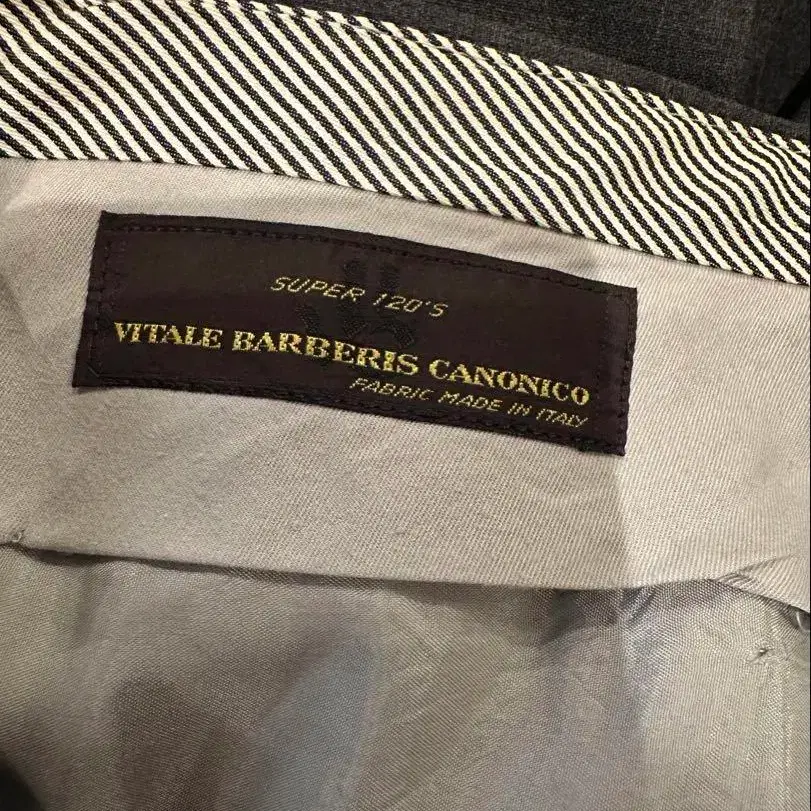 SUPER 120'S
VITALE BARBERIS CANONICO
FABRIC MADE IN ITALY